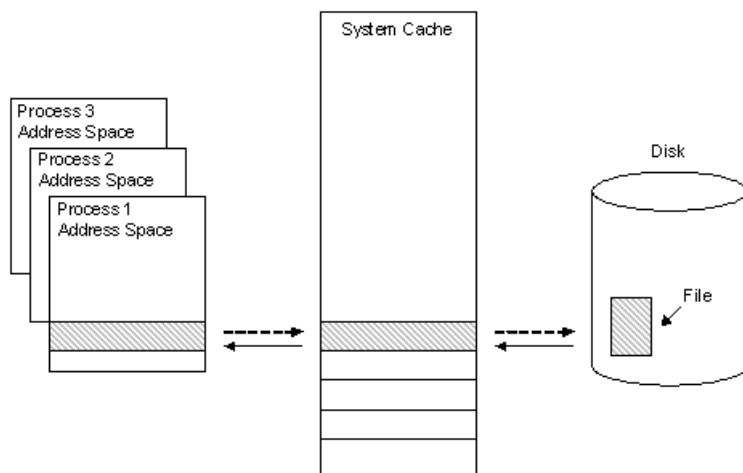 System Cache
Process 3
Address Space
Process 2
Address Space
Process 1
Address Space
Disk
File